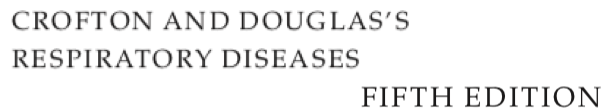 CROFTON AND DOUGLAS’S
RESPIRATORY DISEASES
FIFTH EDITION